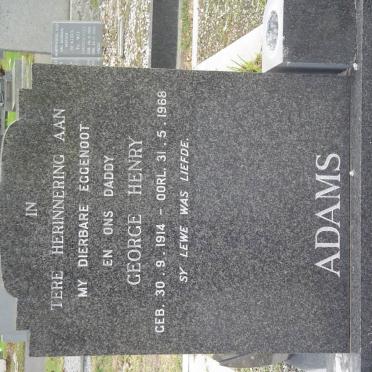 IN
TERE HERINNERING AAN
MY DIERBARE EGGENOOT
EN ONS DADDY
GEORGE HENRY
GEB. 30.9.1914 – OORL. 31.5.1968
SY LEWE WAS LIEFDE.
ADAMS